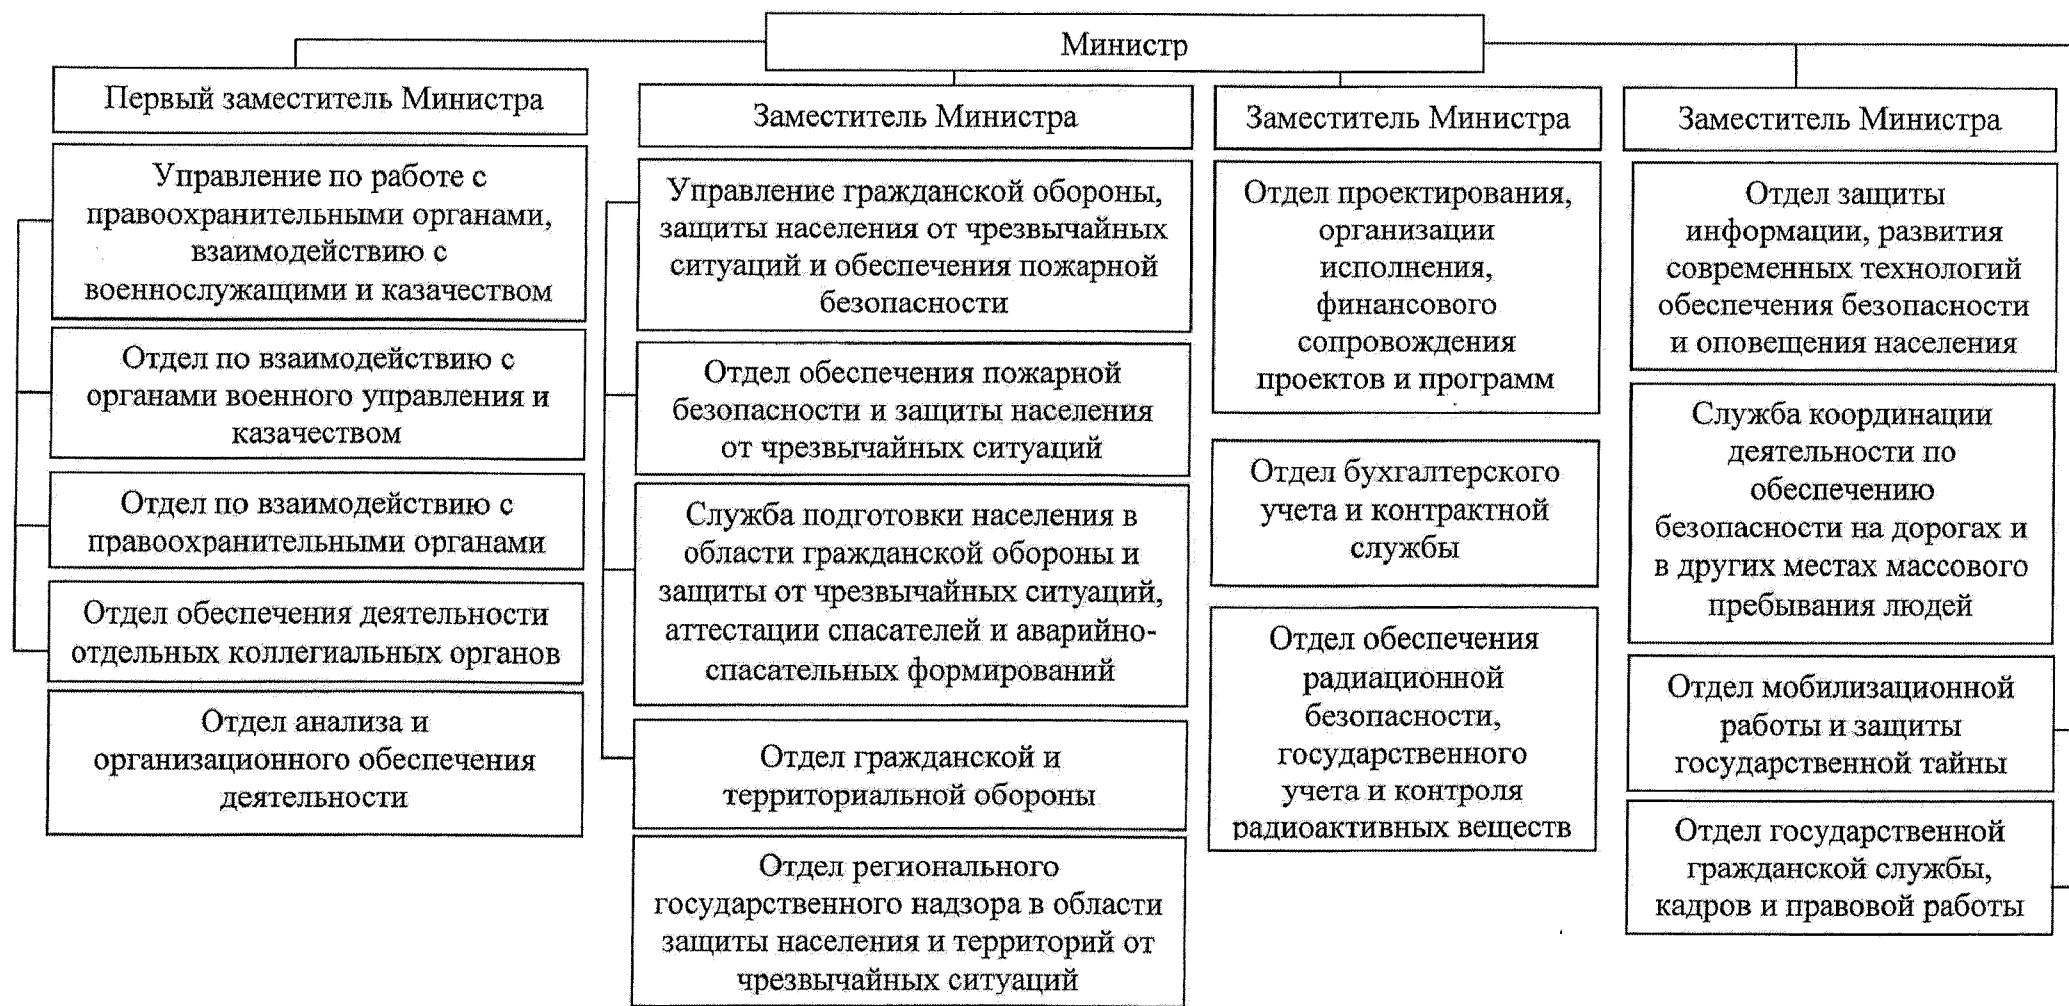 Министр
Первый заместитель Министра
Управление по работе с
правоохранительными органами,
взаимодействию с
военнослужащими и казачеством
Отдел по взаимодействию с
органами военного управления и
казачеством
Отдел по взаимодействию с
правоохранительными органами
Отдел обеспечения деятельности
отдельных коллегиальных органов
Отдел анализа и
организационного обеспечения
деятельности
Заместитель Министра
Управление гражданской обороны,
защиты населения от чрезвычайных
ситуаций и обеспечения пожарной
безопасности
Отдел обеспечения пожарной
безопасности и защиты населения
от чрезвычайных ситуаций
Служба подготовки населения в
области гражданской обороны и
защиты от чрезвычайных ситуаций,
аттестации спасателей и аварийно-
спасательных формирований
Отдел гражданской и
территориальной обороны
Отдел регионального
государственного надзора в области
защиты населения и территорий от
чрезвычайных ситуаций
Заместитель Министра
Отдел проектирования,
организации
исполнения,
финансового
сопровождения
проектов и программ
Отдел бухгалтерского
учета и контрактной
службы
Отдел обеспечения
радиационной
безопасности,
государственного
учета и контроля
радиоактивных веществ
Заместитель Министра
Отдел защиты
информации, развития
современных технологий
обеспечения безопасности
и оповещения населения
Служба координации
деятельности по
обеспечению
безопасности на дорогах и
в других местах массового
пребывания людей
Отдел мобилизационной
работы и защиты
государственной тайны
Отдел государственной
гражданской службы,
кадров и правовой работы